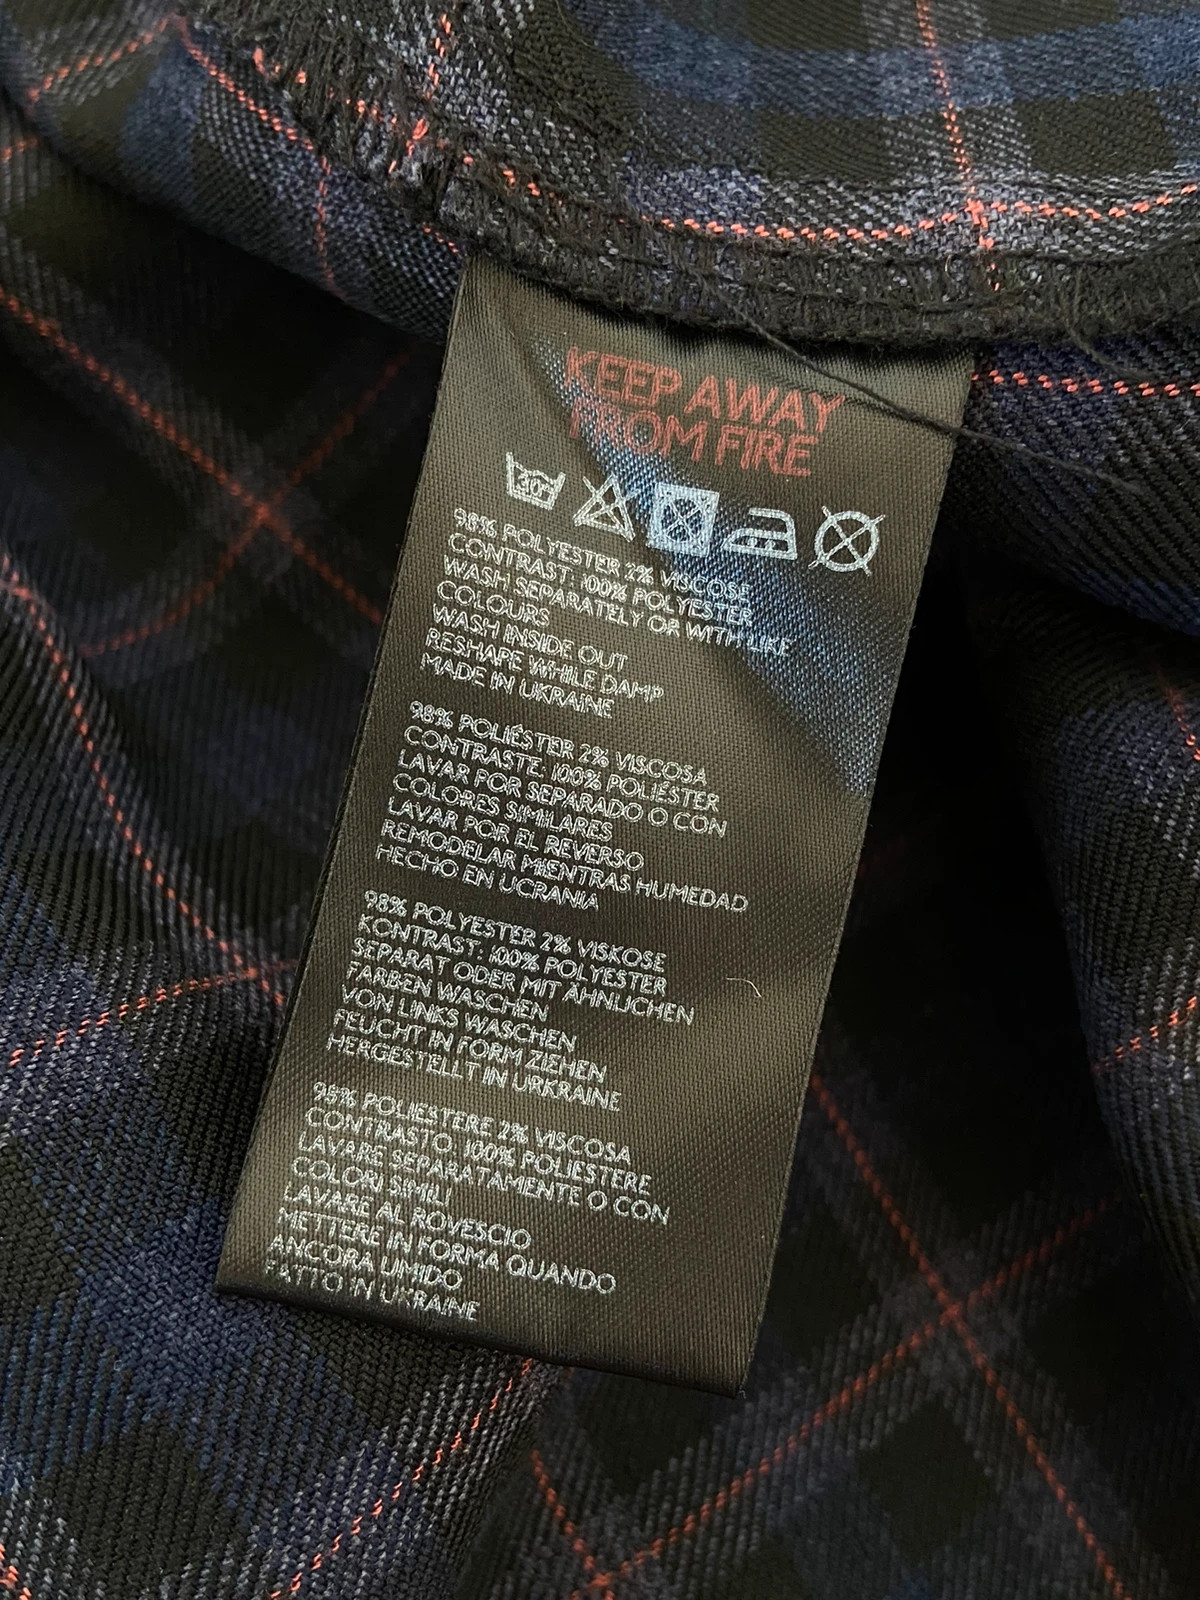 KEEP AWAY
FROM FIRE
30°
98% POLYESTER 2% VISCOSE
CONTRAST: 100% POLYESTER
WASH SEPARATELY OR WITH LIKE
COLOURS
WASH INSIDE OUT
RESHAPE WHILE DAMP
MADE IN UKRAINE
98% POLIÉSTER 2% VISCOSA
CONTRASTE: 100% POLIÉSTER
LAVAR POR SEPARADO O CON
COLORES SIMILARES
LAVAR POR EL REVERSO
REMODELAR MIENTRAS HUMEDAD
HECHO EN UCRANIA
98% POLYESTER 2% VISKOSE
KONTRAST: 100% POLYESTER
SEPARAT ODER MIT ÄHNLICHEN
FARBEN WASCHEN
VON LINKS WASCHEN
FEUCHT IN FORM ZIEHEN
HERGESTELLT IN URKRAINE
98% POLIESTERE 2% VISCOSA
CONTRASTO: 100% POLIESTERE
LAVARE SEPARATAMENTE O CON
COLORI SIMILI
LAVARE AL ROVESCIO
METTERE IN FORMA QUANDO
ANCORA UMIDO
FATTO IN UKRAINE